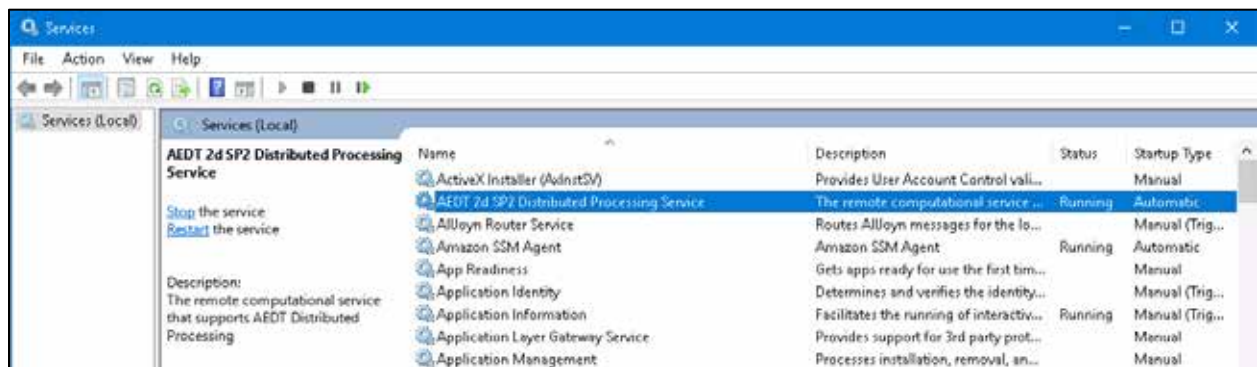 Services
File Action View Help
Services (Local)
Services (Local)
AEDT 2d SP2 Distributed Processing Service
Stop the service
Restart the service
Description:
The remote computational service
that supports AEDT Distributed
Processing
Name Description Status Startup Type
ActiveX Installer (AxInstSV) Provides User Account Control vali... Manual
AEDT 2d SP2 Distributed Processing Service The remote computational service ... Running Automatic
AllJoyn Router Service Routes AllJoyn messages for the lo... Manual (Trig...
Amazon SSM Agent Amazon SSM Agent Running Automatic
App Readiness Gets apps ready for use the first tim... Manual
Application Identity Determines and verifies the identity... Manual (Trig...
Application Information Facilitates the running of interactiv... Running Manual (Trig...
Application Layer Gateway Service Provides support for 3rd party prot... Manual
Application Management Processes installation, removal, an... Manual